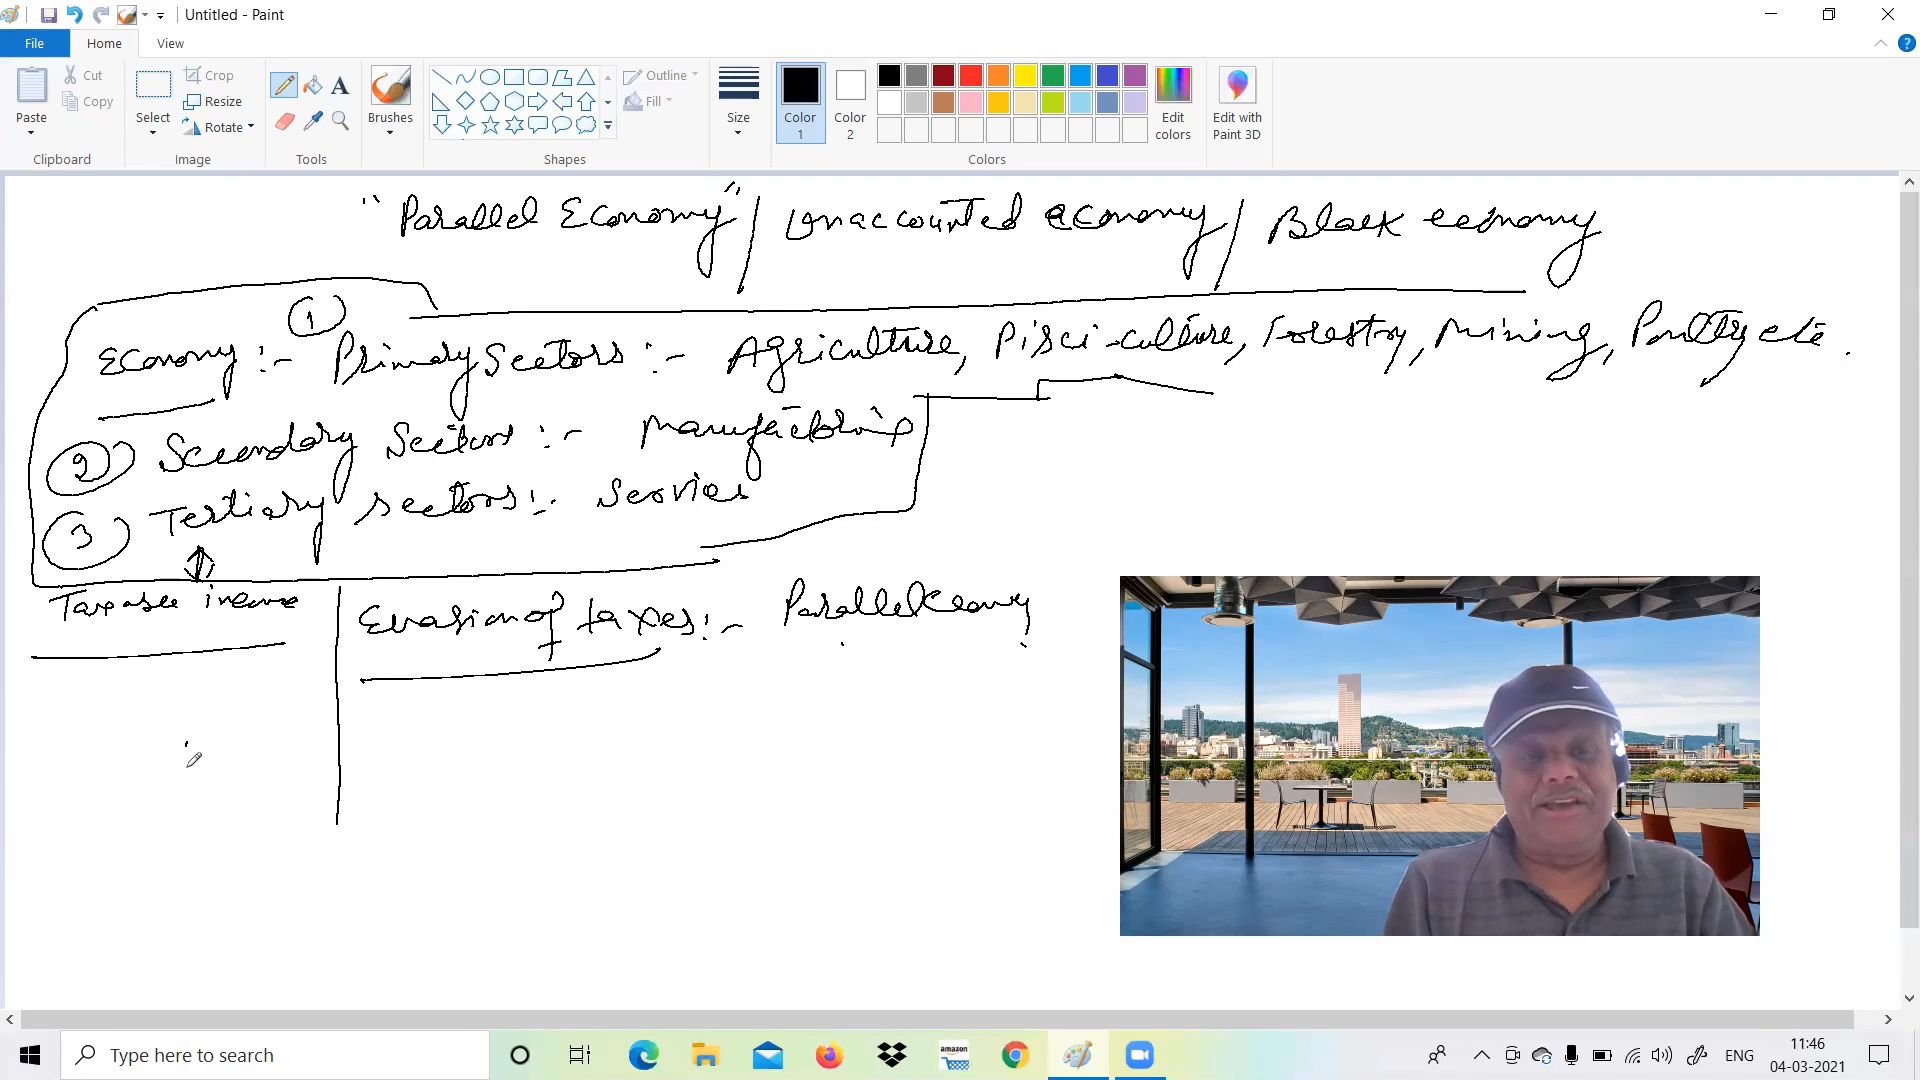 Untitled - Paint
File Home View
Paste Cut Copy Clipboard
Select Crop Resize Rotate Image
Tools
Brushes
Outline Fill Shapes
Size
Color 1 Color 2 Edit colors Colors
Edit with Paint 3D
"Parallel Economy" / Unaccounted economy / Black economy
Economy :- 1 Primary Sectors :- Agriculture, Pisci-culture, Forestry, Mining, Poultry etc.
2 Secondary Sectors :- Manufacturing
3 Tertiary sectors :- Services
Taxable income
Evasion of taxes :- Parallel Economy
Type here to search
amazon
ENG
11:46
04-03-2021